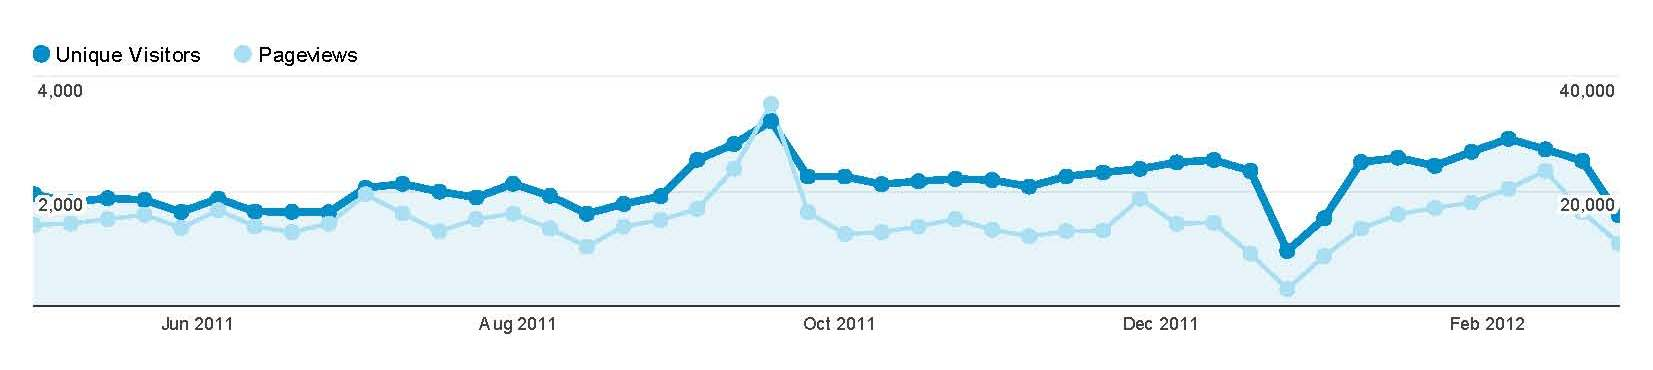 Unique Visitors Pageviews
4,000 40,000
2,000 20,000
Jun 2011 Aug 2011 Oct 2011 Dec 2011 Feb 2012